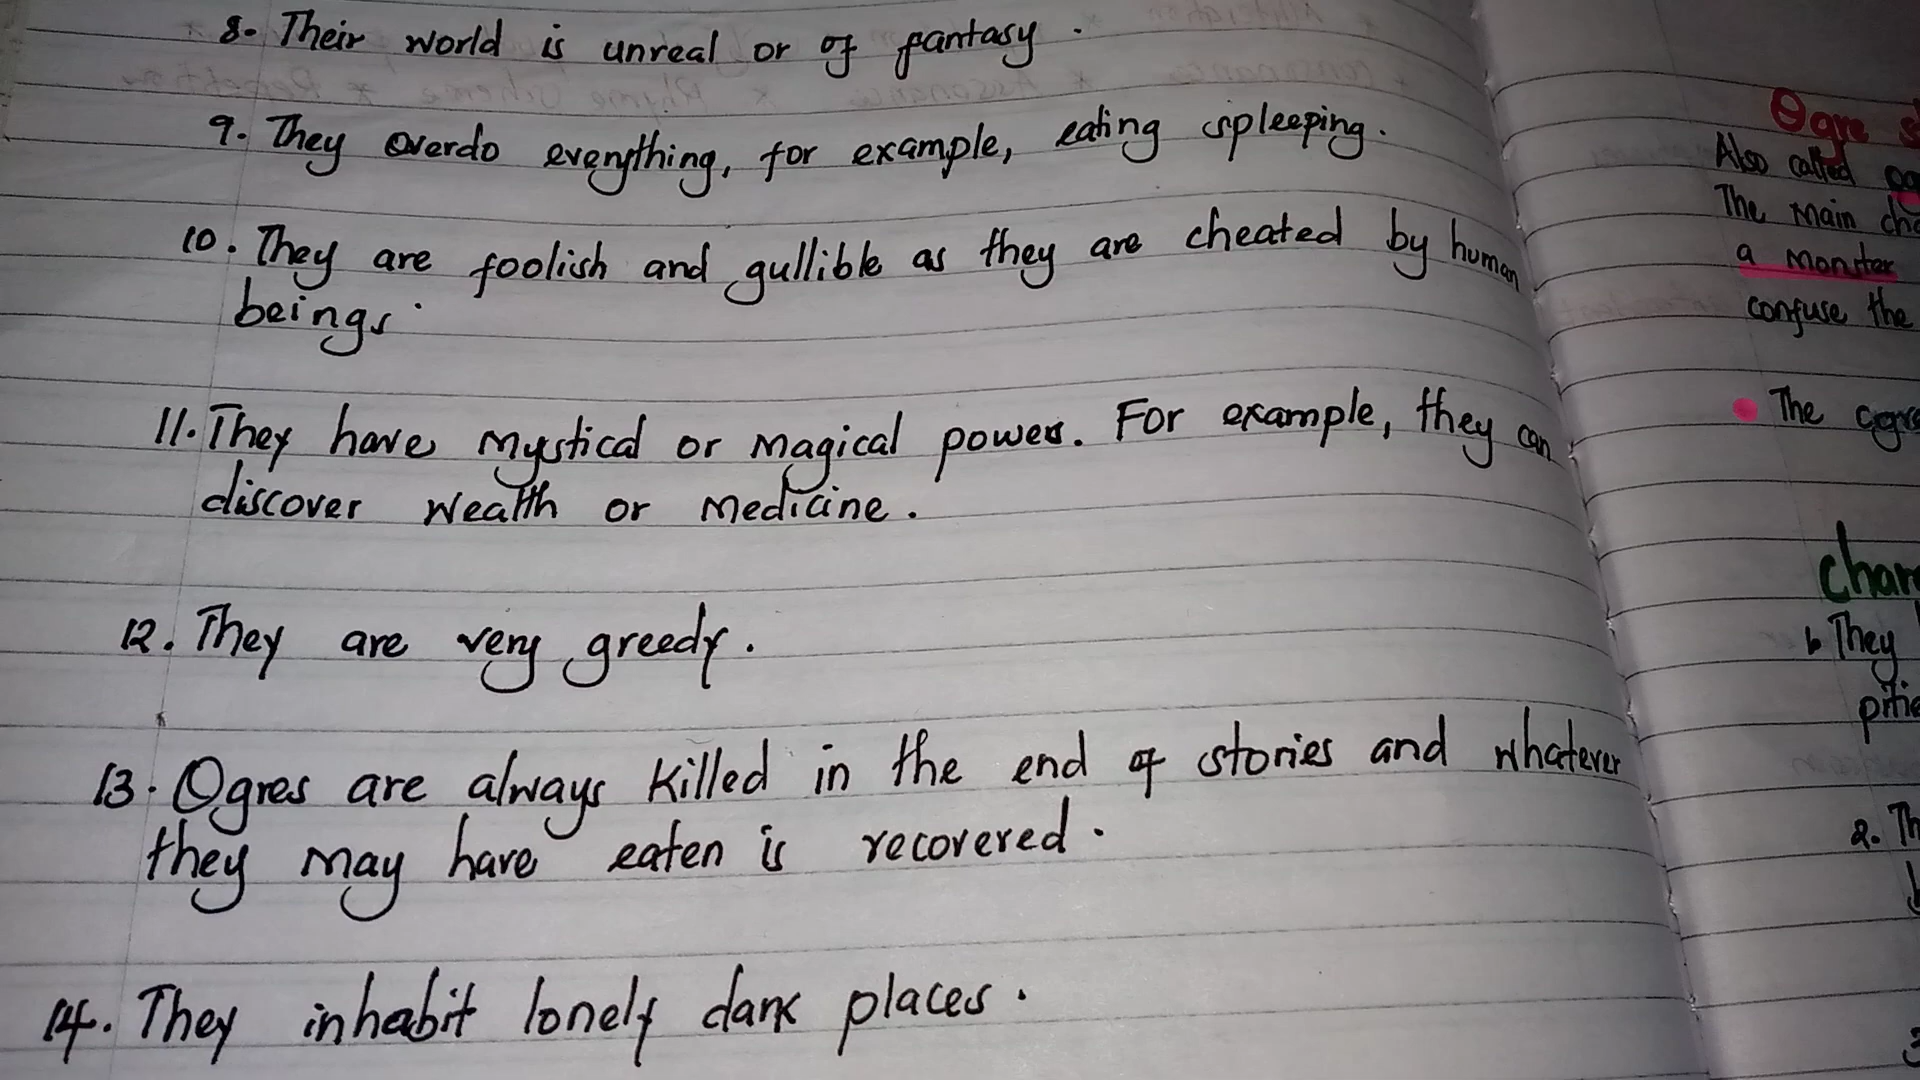 8. Their world is unreal or of fantasy.
9. They overdo everything, for example, eating spleeping.
10. They are foolish and gullible as they are cheated by human
beings.
11. They have mystical or magical power. For example, they can
discover wealth or medicine.
12. They are very greedy.
13. Ogres are always killed in the end of stories and whatever
they may have eaten is recovered.
14. They inhabit lonely dark places.
Ogre
Also called
The main
a monster
confuse the
The
They
2.